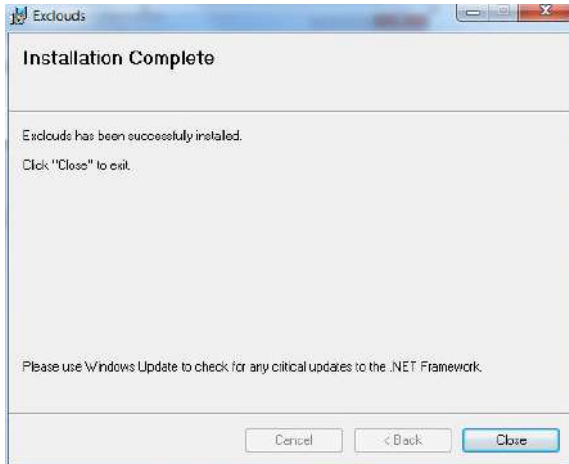 Exclouds
Installation Complete
Exclouds has been successfully installed.
Click "Close" to exit.
Please use Windows Update to check for any critical updates to the .NET Framework.
Cancel
< Back
Close